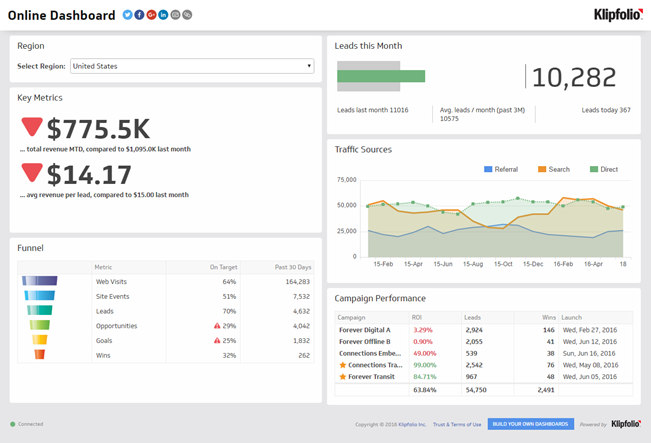 Online Dashboard
Klipfolio
Region
Select Region: United States
Key Metrics
$775.5K
... total revenue MTD, compared to $1,095.0K last month
$14.17
... avg revenue per lead, compared to $15.00 last month
Funnel
Metric On Target Past 30 Days
Web Visits 64% 164,283
Site Events 51% 7,532
Leads 70% 4,632
Opportunities 29% 4,042
Goals 25% 1,832
Wins 32% 262
Leads this Month
10,282
Leads last month 11016
Avg. leads / month (past 3M)
10575
Leads today 367
Traffic Sources
Referral Search Direct
75,000
50,000
25,000
0
15-Feb 15-Apr 15-Jun 15-Aug 15-Oct 15-Dec 16-Feb 16-Apr 18
Campaign Performance
Campaign ROI Leads Wins Launch
Forever Digital A 3.29% 2,924 146 Wed, Feb 27, 2016
Forever Offline B 0.90% 2,055 41 Wed, Jun 12, 2016
Connections Embe... 49.00% 539 38 Sun, Jun 16, 2016
Connections Tra... 99.00% 2,542 76 Wed, May 08, 2016
Forever Transit 84.71% 967 48 Wed, Jun 05, 2016
63.84% 54,750 2,491
Connected
Copyright © 2018 Klipfolio Inc. Trust & Terms of Use BUILD YOUR OWN DASHBOARDS Powered by Klipfolio